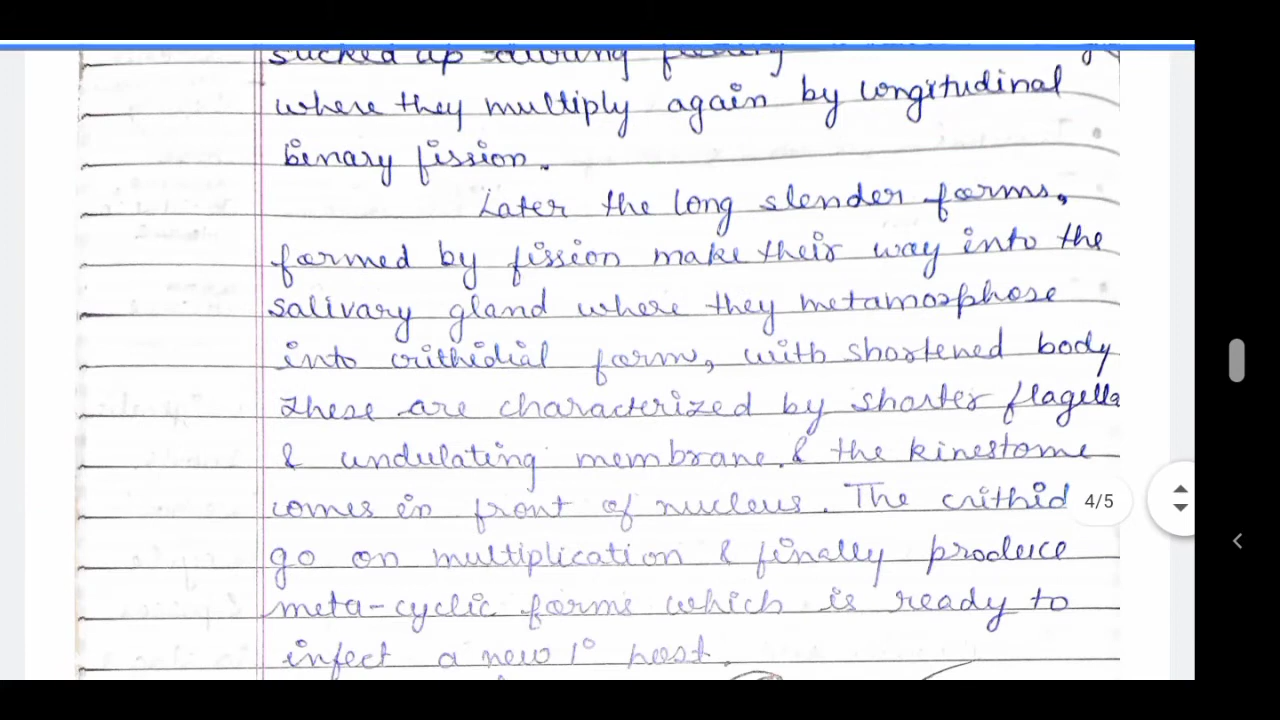 sucked up during
where they multiply again by longitudinal
binary fission.
Later the long slender forms,
formed by fission make their way into the
salivary gland where they metamorphose
into crithidial form, with shortened body
These are characterized by shorter flagella
& undulating membrane. & the kinestome
comes in front of nucleus. The crithid
4/5
go on multiplication & finally produce
meta-cyclic forms which is ready to
infect a new 1° host.